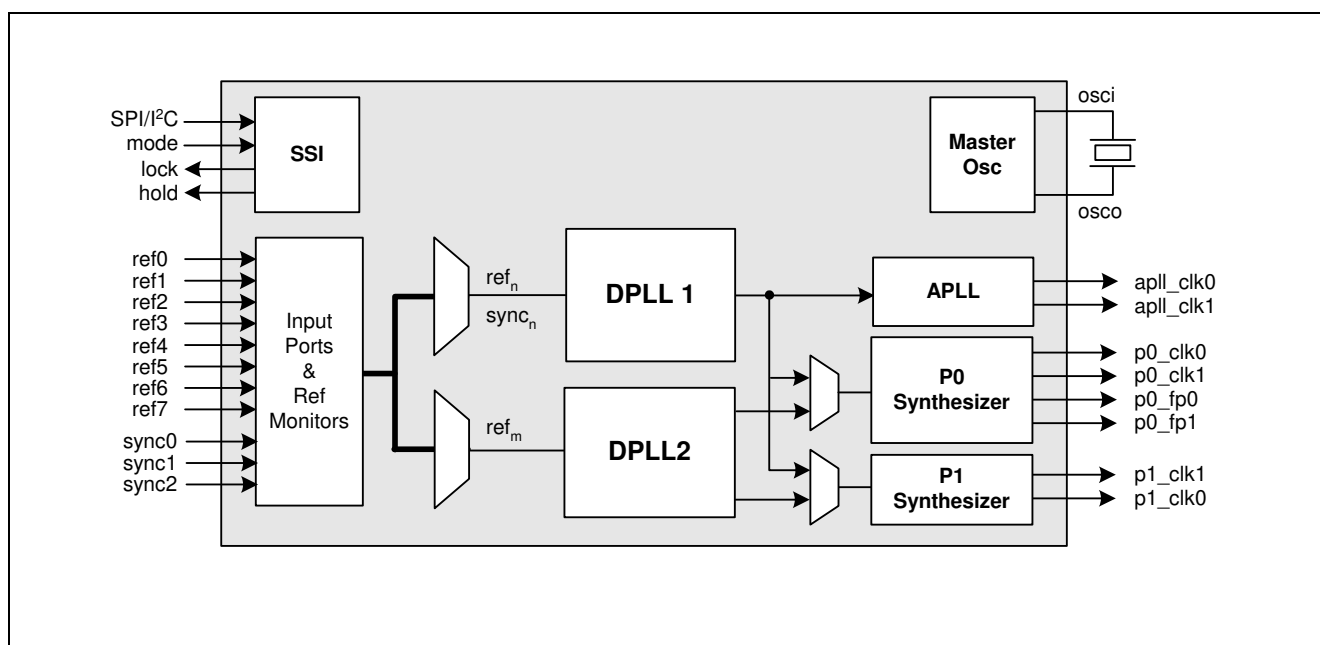 SPI/I²C
mode
lock
hold
SSI
Master
Osc
osci
osco
ref0
ref1
ref2
ref3
ref4
ref5
ref6
ref7
sync0
sync1
sync2
Input
Ports
&
Ref
Monitors
refₙ
syncₙ
refₘ
DPLL 1
DPLL2
APLL
P0
Synthesizer
P1
Synthesizer
apll_clk0
apll_clk1
p0_clk0
p0_clk1
p0_fp0
p0_fp1
p1_clk1
p1_clk0